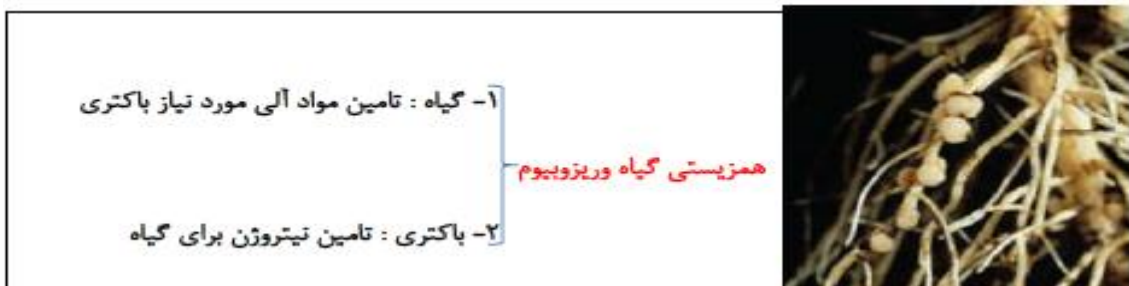 ۱- گیاه : تامین مواد آلی مورد نیاز باکتری
همزیستی گیاه وریزوبیوم
۲- باکتری : تامین نیتروژن برای گیاه